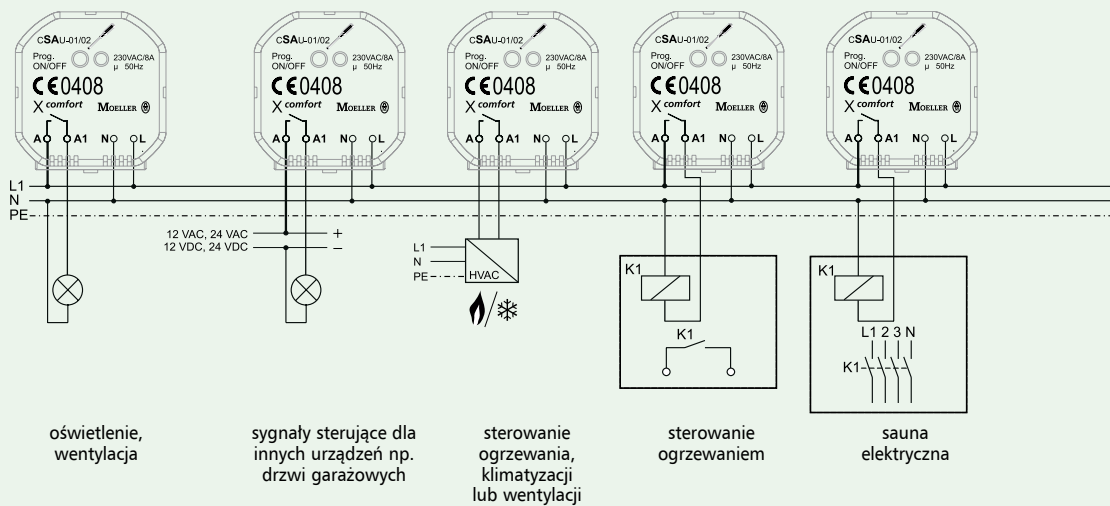 CSAU-01/02
Prog.
ON/OFF
230VAC/8A
µ 50Hz
CE0408
Xcomfort MOELLER
A A1 N L
CSAU-01/02
Prog.
ON/OFF
230VAC/8A
µ 50Hz
CE0408
Xcomfort MOELLER
A A1 N L
CSAU-01/02
Prog.
ON/OFF
230VAC/8A
µ 50Hz
CE0408
Xcomfort MOELLER
A A1 N L
CSAU-01/02
Prog.
ON/OFF
230VAC/8A
µ 50Hz
CE0408
Xcomfort MOELLER
A A1 N L
CSAU-01/02
Prog.
ON/OFF
230VAC/8A
µ 50Hz
CE0408
Xcomfort MOELLER
A A1 N L
L1
N
PE
12 VAC, 24 VAC +
12 VDC, 24 VDC –
L1
N
PE
HVAC
K1
K1
K1
L1 2 3 N
K1
oświetlenie,
wentylacja
sygnały sterujące dla
innych urządzeń np.
drzwi garażowych
sterowanie
ogrzewania,
klimatyzacji
lub wentylacji
sterowanie
ogrzewaniem
sauna
elektryczna